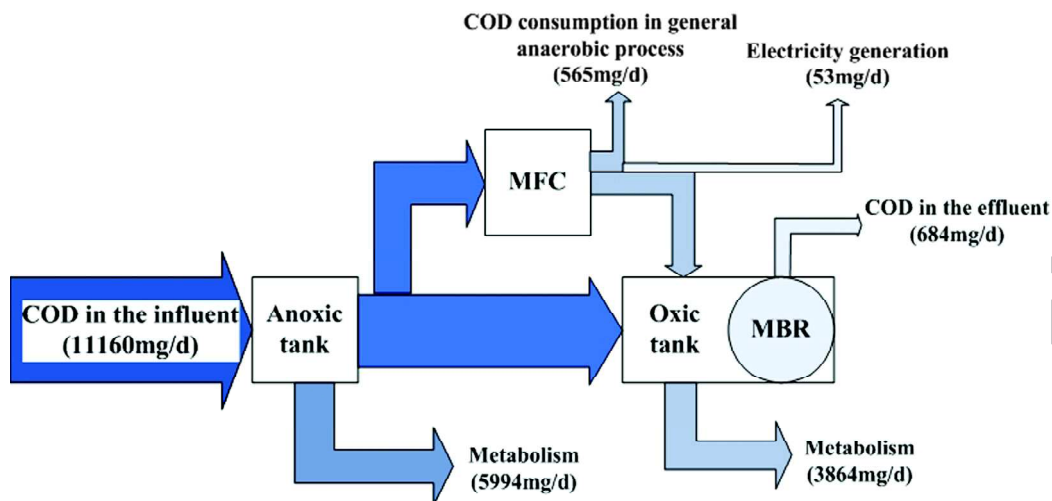 COD consumption in general
anaerobic process
(565mg/d)
Electricity generation
(53mg/d)
MFC
COD in the effluent
(684mg/d)
COD in the influent
(11160mg/d)
Anoxic
tank
Oxic
tank
MBR
Metabolism
(5994mg/d)
Metabolism
(3864mg/d)